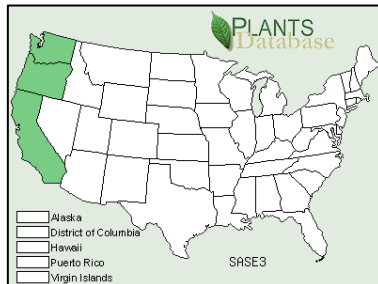 PLANTS
Database
Alaska
District of Columbia
Hawaii
Puerto Rico
Virgin Islands
SASE3